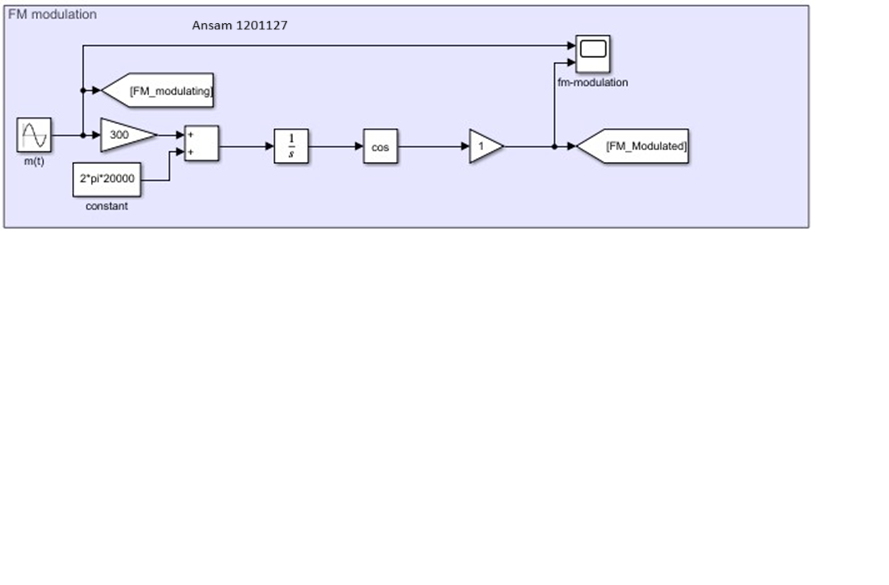 FM modulation
Ansam 1201127
[FM_modulating]
fm-modulation
m(t)
300
+
+
1
s
cos
1
[FM_Modulated]
2*pi*20000
constant